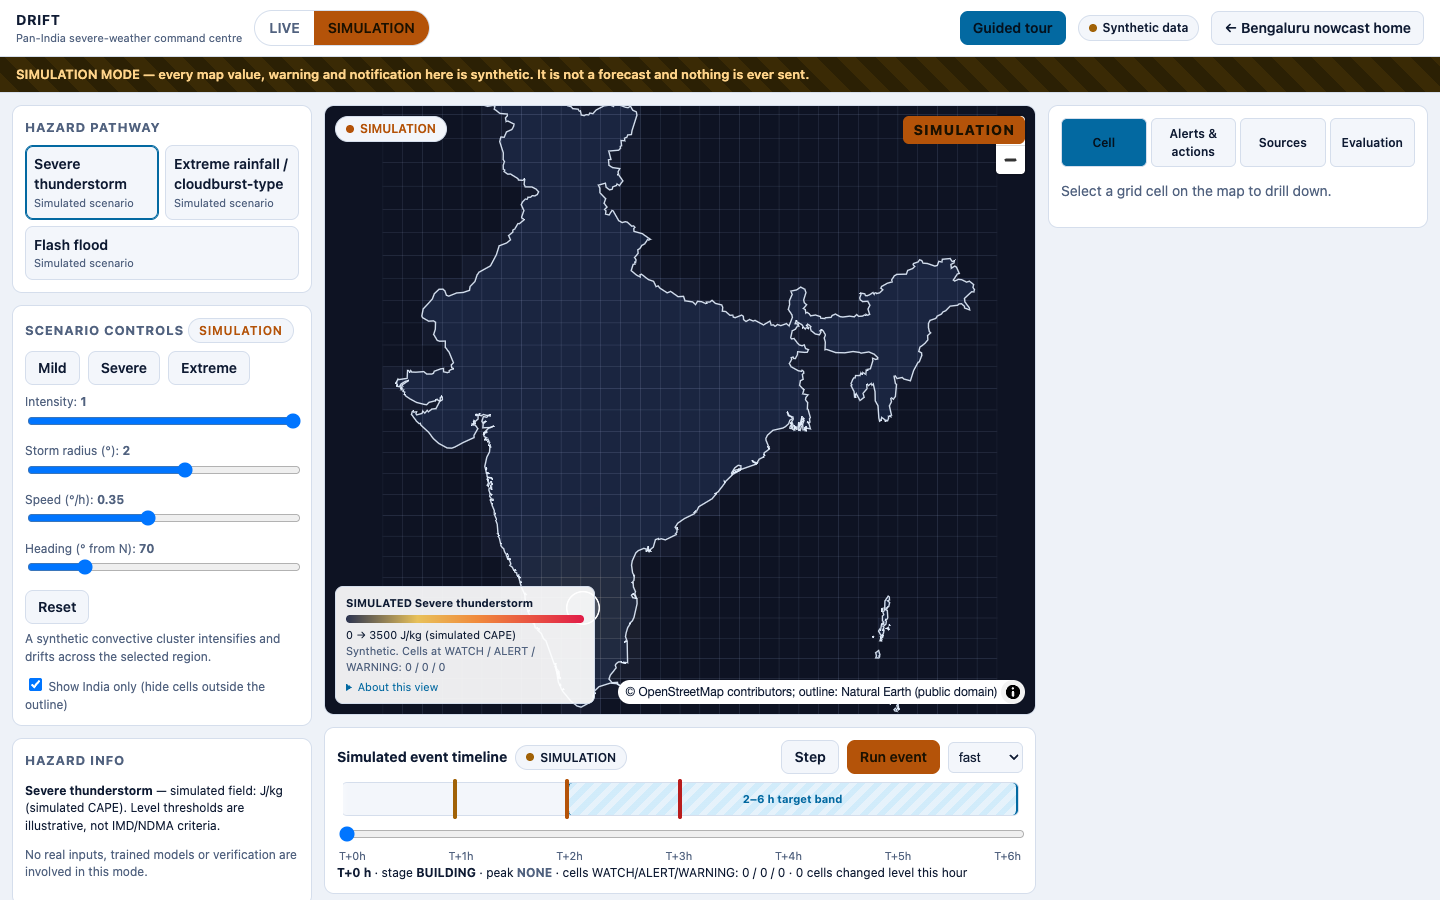 DRIFT
Pan-India severe-weather command centre
LIVE
SIMULATION
Guided tour
Synthetic data
← Bengaluru nowcast home
SIMULATION MODE — every map value, warning and notification here is synthetic. It is not a forecast and nothing is ever sent.
HAZARD PATHWAY
Severe
thunderstorm
Simulated scenario
Extreme rainfall /
cloudburst-type
Simulated scenario
Flash flood
Simulated scenario
SCENARIO CONTROLS
SIMULATION
Mild
Severe
Extreme
Intensity: 1
Storm radius (°): 2
Speed (°/h): 0.35
Heading (° from N): 70
Reset
A synthetic convective cluster intensifies and
drifts across the selected region.
Show India only (hide cells outside the
outline)
HAZARD INFO
Severe thunderstorm — simulated field: J/kg
(simulated CAPE). Level thresholds are
illustrative, not IMD/NDMA criteria.
No real inputs, trained models or verification are
involved in this mode.
SIMULATION
SIMULATION
SIMULATED Severe thunderstorm
0 → 3500 J/kg (simulated CAPE)
Synthetic. Cells at WATCH / ALERT /
WARNING: 0 / 0 / 0
About this view
© OpenStreetMap contributors; outline: Natural Earth (public domain)
Simulated event timeline
SIMULATION
Step
Run event
fast
2–6 h target band
T+0h
T+1h
T+2h
T+3h
T+4h
T+5h
T+6h
T+0 h · stage BUILDING · peak NONE · cells WATCH/ALERT/WARNING: 0 / 0 / 0 · 0 cells changed level this hour
Cell
Alerts &
actions
Sources
Evaluation
Select a grid cell on the map to drill down.